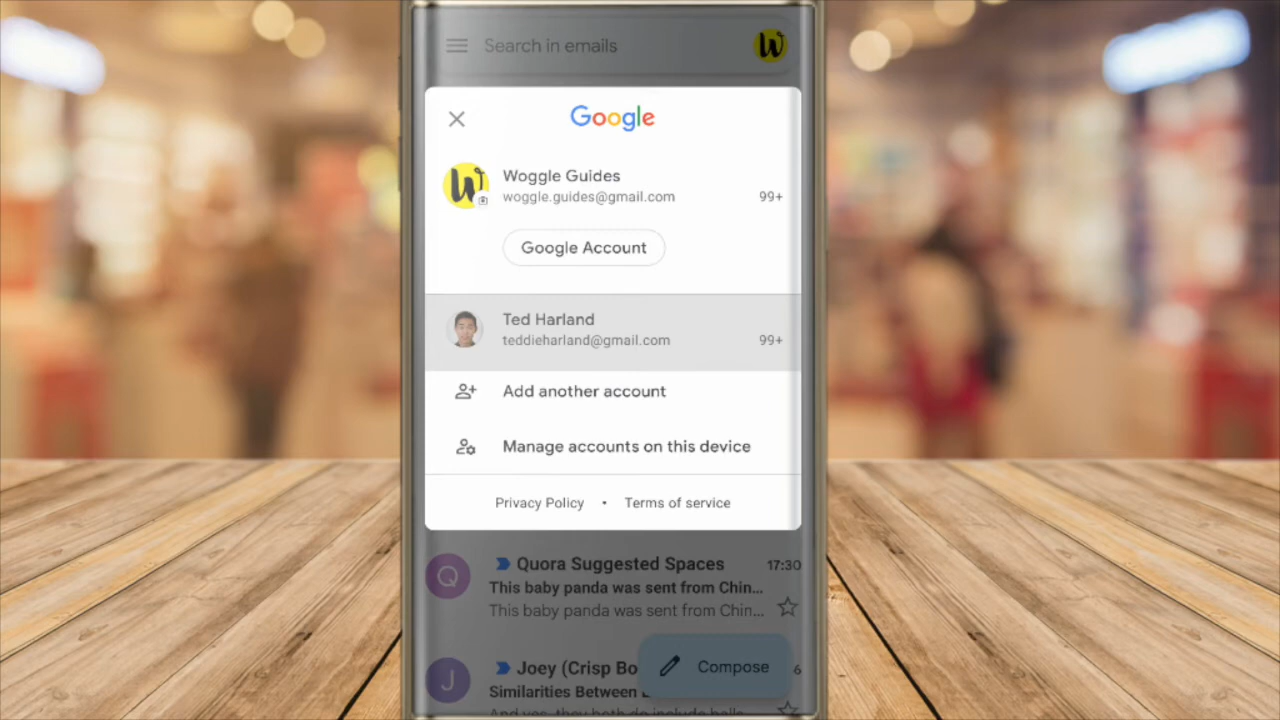 Search in emails
Google
Woggle Guides
woggle.guides@gmail.com
99+
Google Account
Ted Harland
teddieharland@gmail.com
99+
Add another account
Manage accounts on this device
Privacy Policy • Terms of service
Q
Quora Suggested Spaces 17:30
This baby panda was sent from Chin...
This baby panda was sent from Chin...
J
Joey (Crisp Bo
Compose
Similarities Between